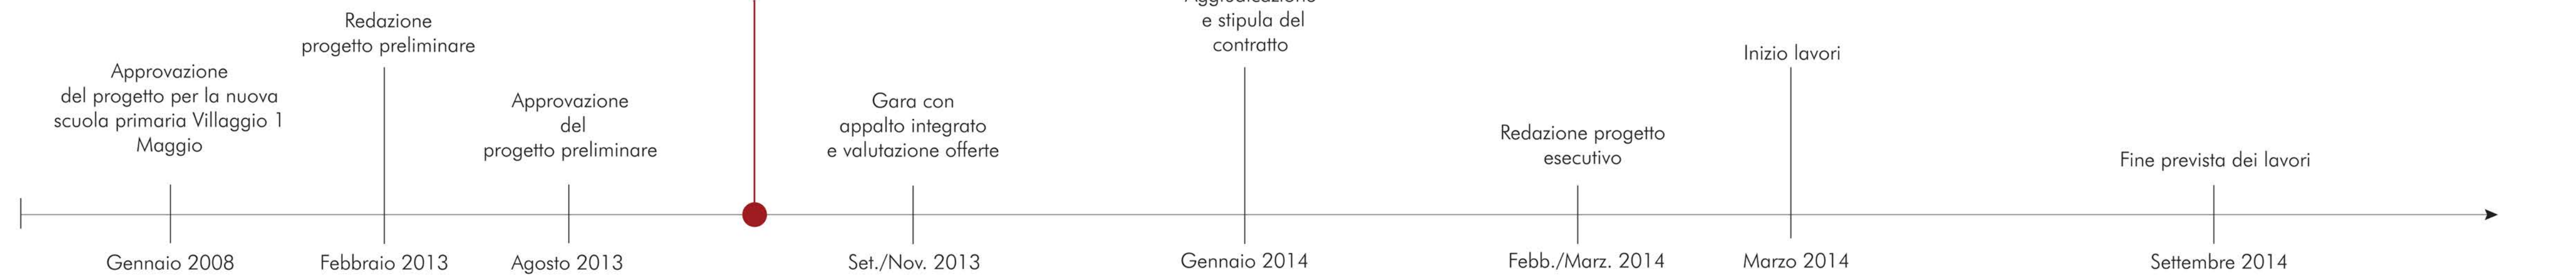 Approvazione
del progetto per la nuova
scuola primaria Villaggio 1
Maggio
Gennaio 2008
Redazione
progetto preliminare
Febbraio 2013
Approvazione
del
progetto preliminare
Agosto 2013
Gara con
appalto integrato
e valutazione offerte
Set./Nov. 2013
e stipula del
contratto
Gennaio 2014
Redazione progetto
esecutivo
Febb./Marz. 2014
Inizio lavori
Marzo 2014
Fine prevista dei lavori
Settembre 2014